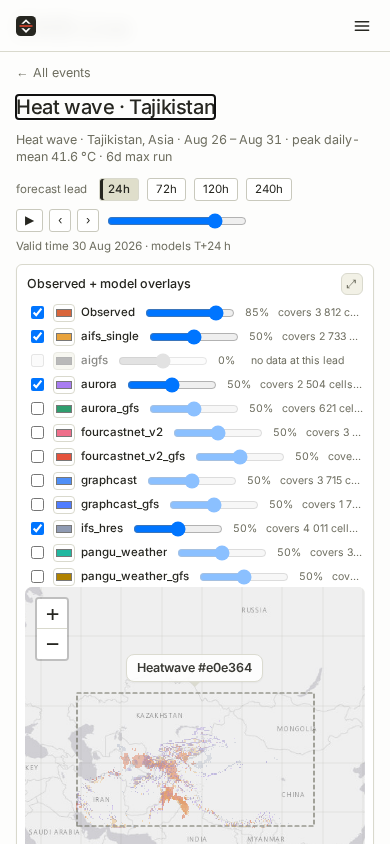 ← All events
Heat wave · Tajikistan
Heat wave · Tajikistan, Asia · Aug 26 – Aug 31 · peak daily-
mean 41.6 °C · 6d max run
forecast lead 24h 72h 120h 240h
Valid time 30 Aug 2026 · models T+24 h
Observed + model overlays
Observed 85% covers 3 812 c...
aifs_single 50% covers 2 733 ...
aigfs 0% no data at this lead
aurora 50% covers 2 504 cells...
aurora_gfs 50% covers 621 cel...
fourcastnet_v2 50% covers 3 ...
fourcastnet_v2_gfs 50% cove...
graphcast 50% covers 3 715 c...
graphcast_gfs 50% covers 1 7...
ifs_hres 50% covers 4 011 cell...
pangu_weather 50% covers 3...
pangu_weather_gfs 50% cov...
+
−
RUSSIA
Heatwave #e0e364
KAZAKHSTAN
MONGOLI
KEY
IRAN
CHINA
SAUDI ARABIA
INDIA
MYANMAR